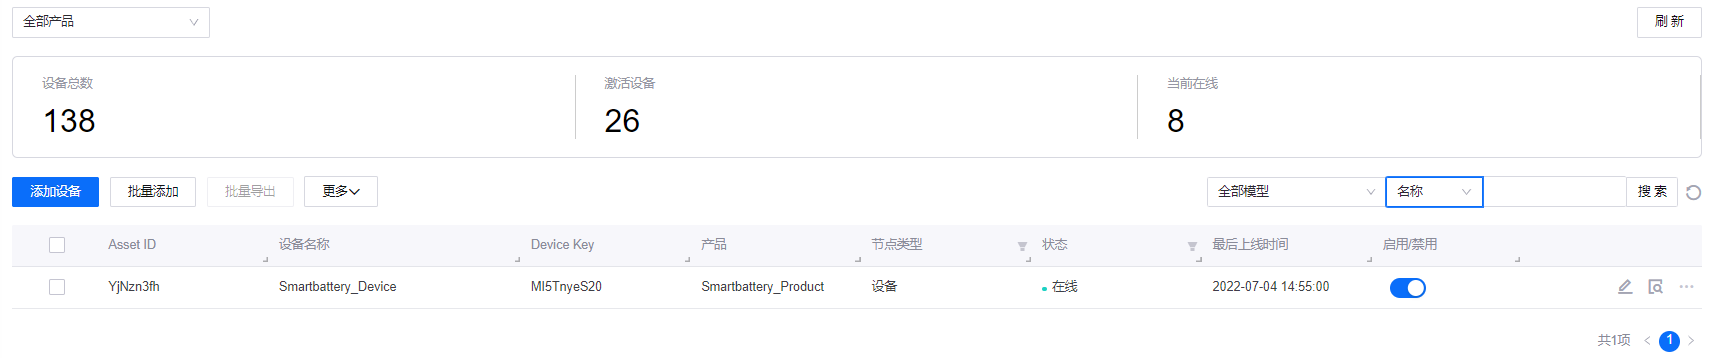 全部产品
刷 新
设备总数 激活设备 当前在线
138 26 8
添加设备 批量添加 批量导出 更多 全部模型 名称 搜 索
Asset ID 设备名称 Device Key 产品 节点类型 状态 最后上线时间 启用/禁用
YjNzn3fh Smartbattery_Device MI5TnyeS20 Smartbattery_Product 设备 在线 2022-07-04 14:55:00
共1项 1